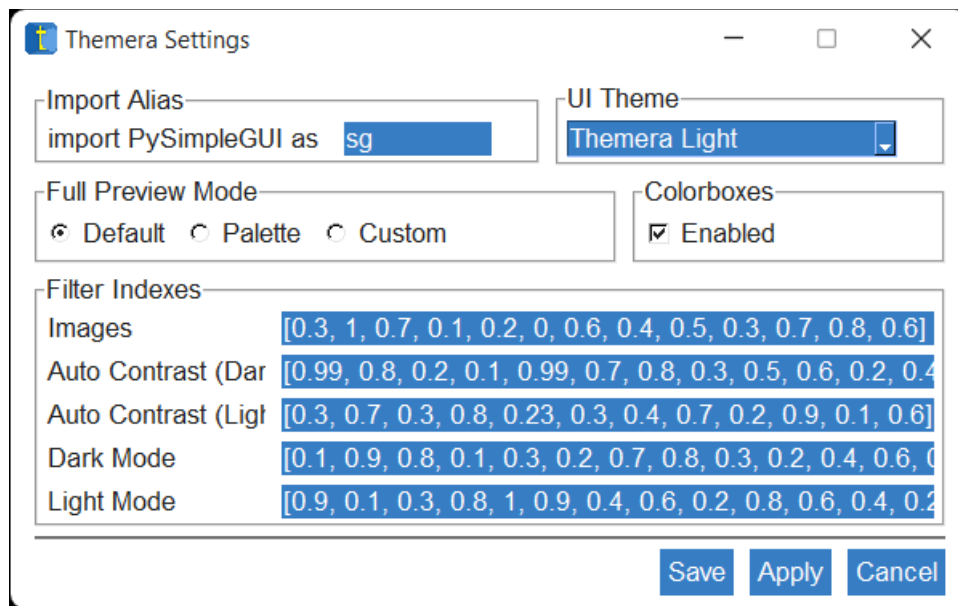 Themera Settings
Import Alias
import PySimpleGUI as sg
UI Theme
Themera Light
Full Preview Mode
Default Palette Custom
Colorboxes
Enabled
Filter Indexes
Images [0.3, 1, 0.7, 0.1, 0.2, 0, 0.6, 0.4, 0.5, 0.3, 0.7, 0.8, 0.6]
Auto Contrast (Dar [0.99, 0.8, 0.2, 0.1, 0.99, 0.7, 0.8, 0.3, 0.5, 0.6, 0.2, 0.4
Auto Contrast (Ligh [0.3, 0.7, 0.3, 0.8, 0.23, 0.3, 0.4, 0.7, 0.2, 0.9, 0.1, 0.6]
Dark Mode [0.1, 0.9, 0.8, 0.1, 0.3, 0.2, 0.7, 0.8, 0.3, 0.2, 0.4, 0.6, 0
Light Mode [0.9, 0.1, 0.3, 0.8, 1, 0.9, 0.4, 0.6, 0.2, 0.8, 0.6, 0.4, 0.2
Save Apply Cancel